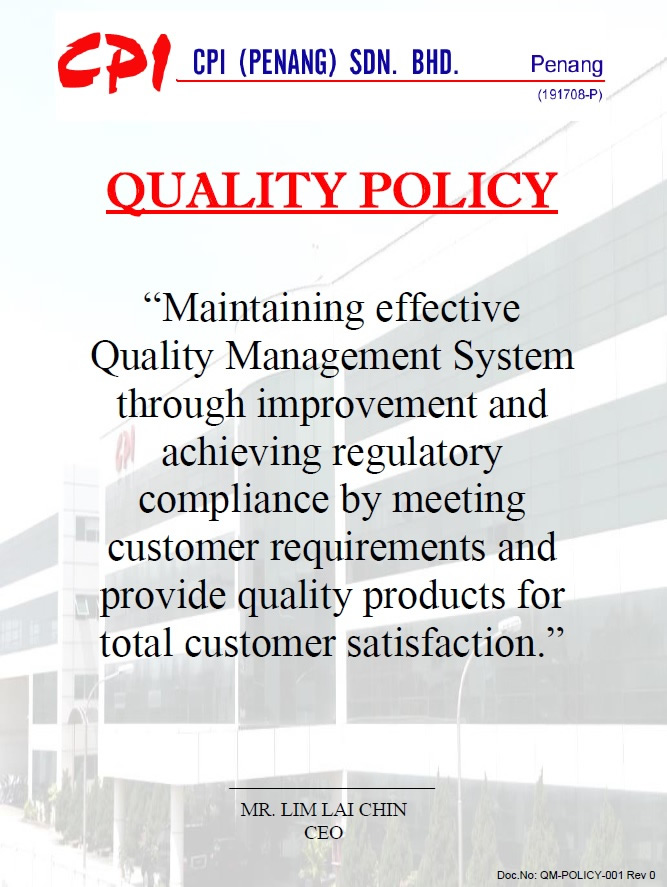 CPI CPI (PENANG) SDN. BHD. Penang
(191708-P)
QUALITY POLICY
“Maintaining effective
Quality Management System
through improvement and
achieving regulatory
compliance by meeting
customer requirements and
provide quality products for
total customer satisfaction.”
CPI
MR. LIM LAI CHIN
CEO
Doc.No: QM-POLICY-001 Rev 0